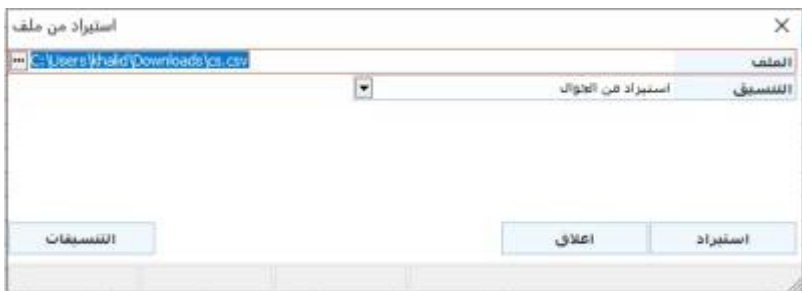 استيراد من ملف
الملف C:\Users\khalid\Downloads\cs.csv ...
التنسيق استيراد من الجوال
استيراد اغلاق التنسيقات